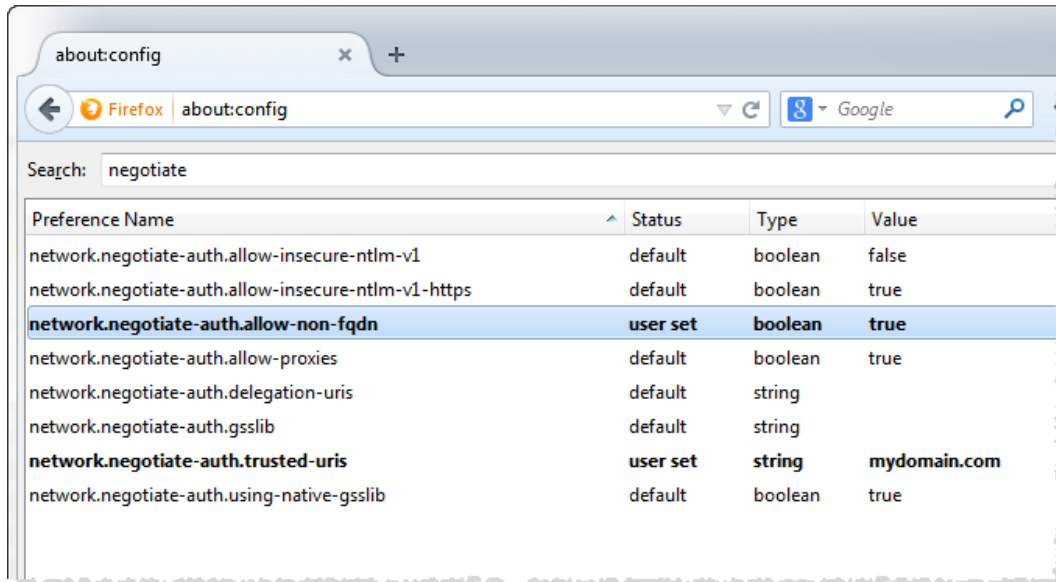 about:config
Firefox about:config Google
Search: negotiate
Preference Name Status Type Value
network.negotiate-auth.allow-insecure-ntlm-v1 default boolean false
network.negotiate-auth.allow-insecure-ntlm-v1-https default boolean true
network.negotiate-auth.allow-non-fqdn user set boolean true
network.negotiate-auth.allow-proxies default boolean true
network.negotiate-auth.delegation-uris default string
network.negotiate-auth.gsslib default string
network.negotiate-auth.trusted-uris user set string mydomain.com
network.negotiate-auth.using-native-gsslib default boolean true